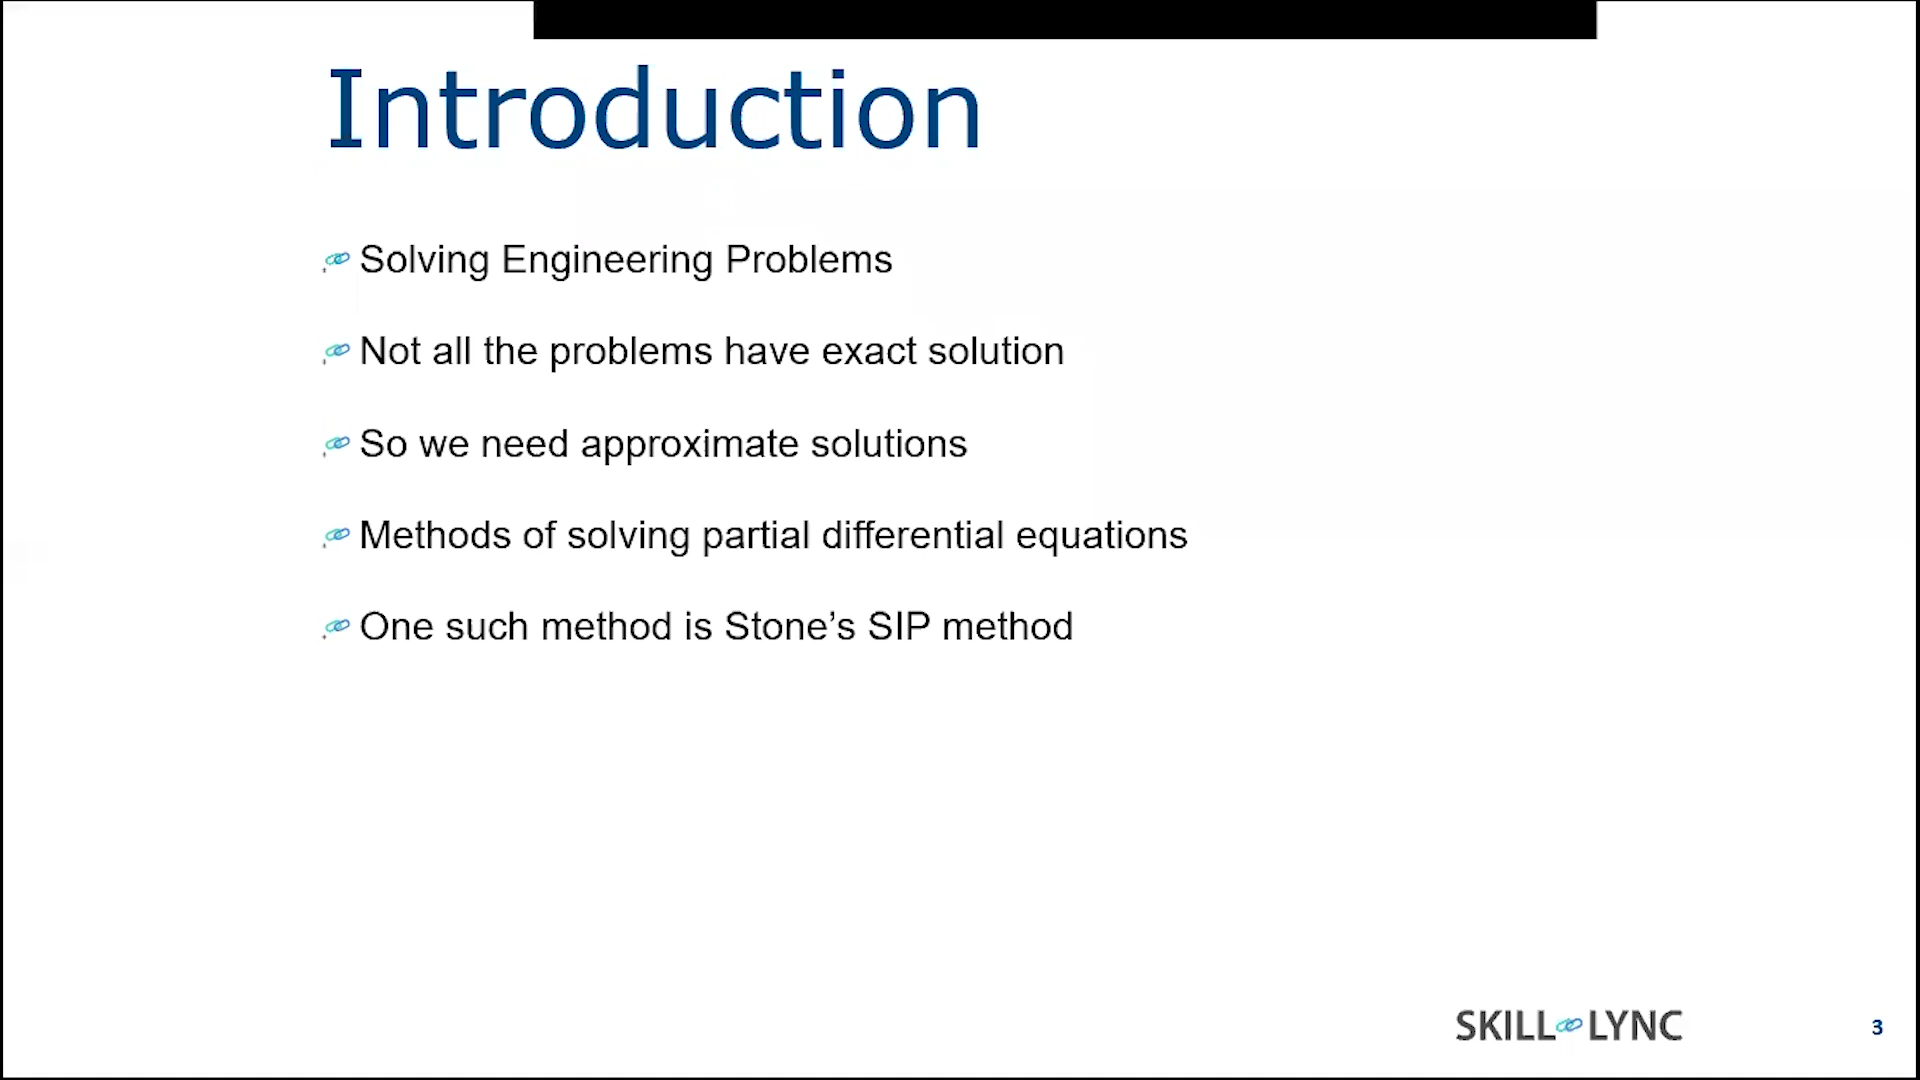 Introduction
Solving Engineering Problems
Not all the problems have exact solution
So we need approximate solutions
Methods of solving partial differential equations
One such method is Stone’s SIP method
SKILL LYNC
3